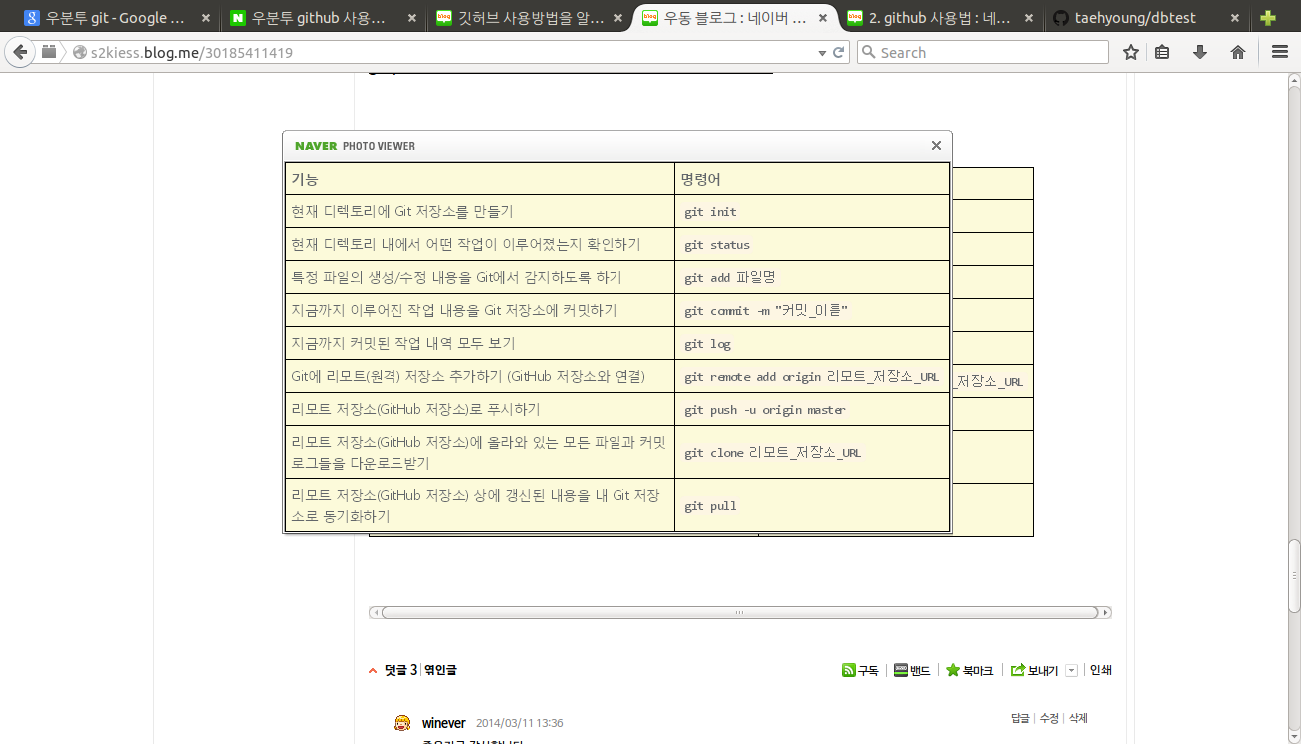 우분투 git - Google ...
우분투 github 사용...
깃허브 사용방법을 알...
우동 블로그 : 네이버 ...
2. github 사용법 : 네...
taehyoung/dbtest
s2kiess.blog.me/30185411419
Search
NAVER PHOTO VIEWER
기능 명령어
현재 디렉토리에 Git 저장소를 만들기 git init
현재 디렉토리 내에서 어떤 작업이 이루어졌는지 확인하기 git status
특정 파일의 생성/수정 내용을 Git에서 감지하도록 하기 git add 파일명
지금까지 이루어진 작업 내용을 Git 저장소에 커밋하기 git commit -m "커밋_이름"
지금까지 커밋된 작업 내역 모두 보기 git log
Git에 리모트(원격) 저장소 추가하기 (GitHub 저장소와 연결) git remote add origin 리모트_저장소_URL
_저장소_URL
리모트 저장소(GitHub 저장소)로 푸시하기 git push -u origin master
리모트 저장소(GitHub 저장소)에 올라와 있는 모든 파일과 커밋
로그들을 다운로드받기
git clone 리모트_저장소_URL
리모트 저장소(GitHub 저장소) 상에 갱신된 내용을 내 Git 저장
소로 동기화하기
git pull
덧글 3 엮인글
구독 밴드 북마크 보내기 인쇄
winever 2014/03/11 13:36
답글 수정 삭제